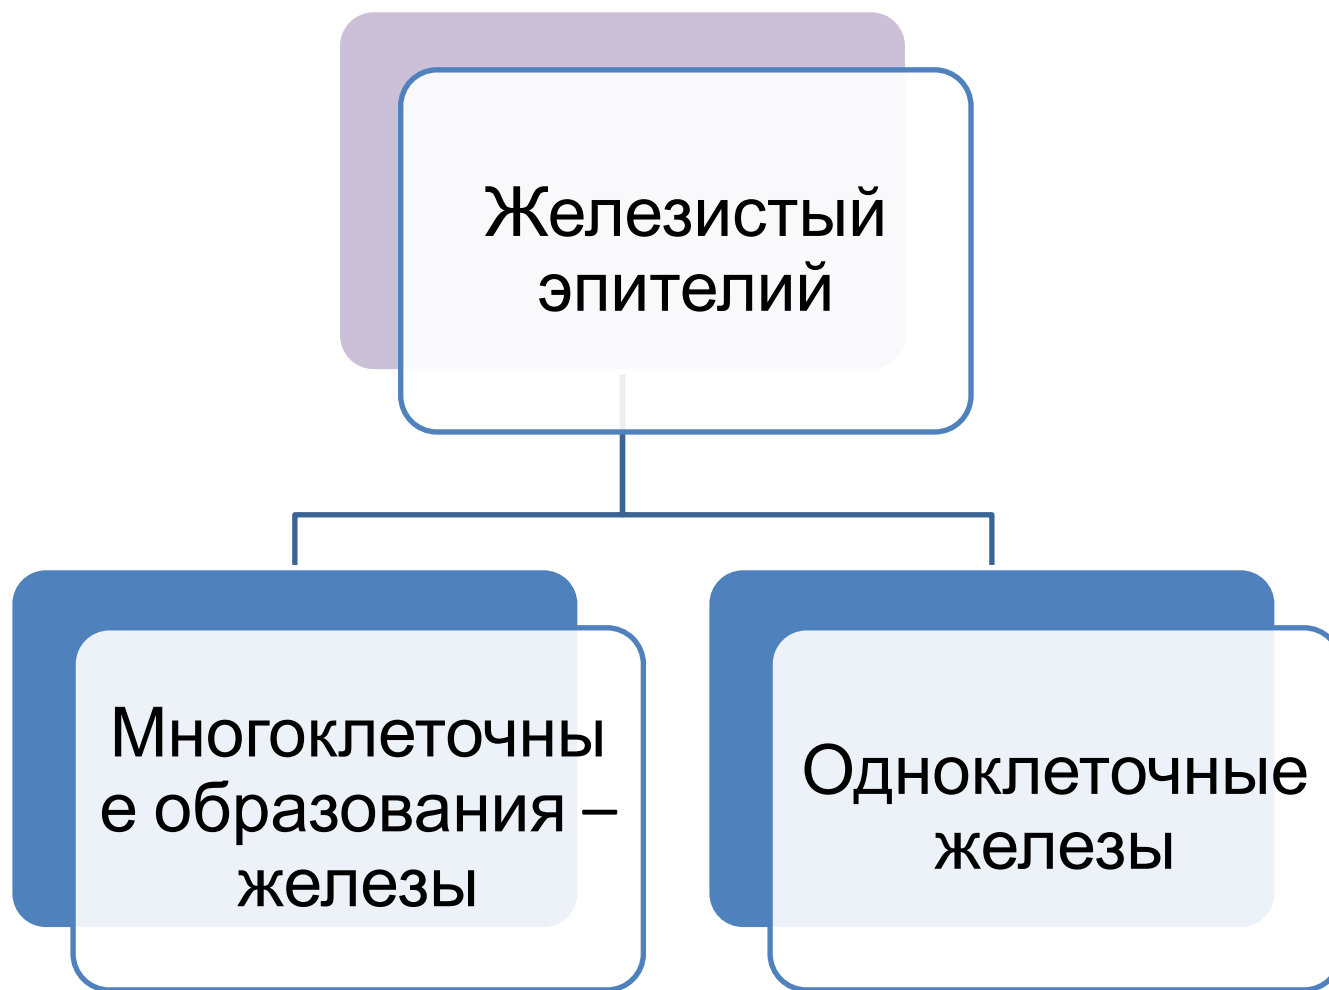 Железистый
эпителий
Многоклеточны
е образования –
железы
Одноклеточные
железы